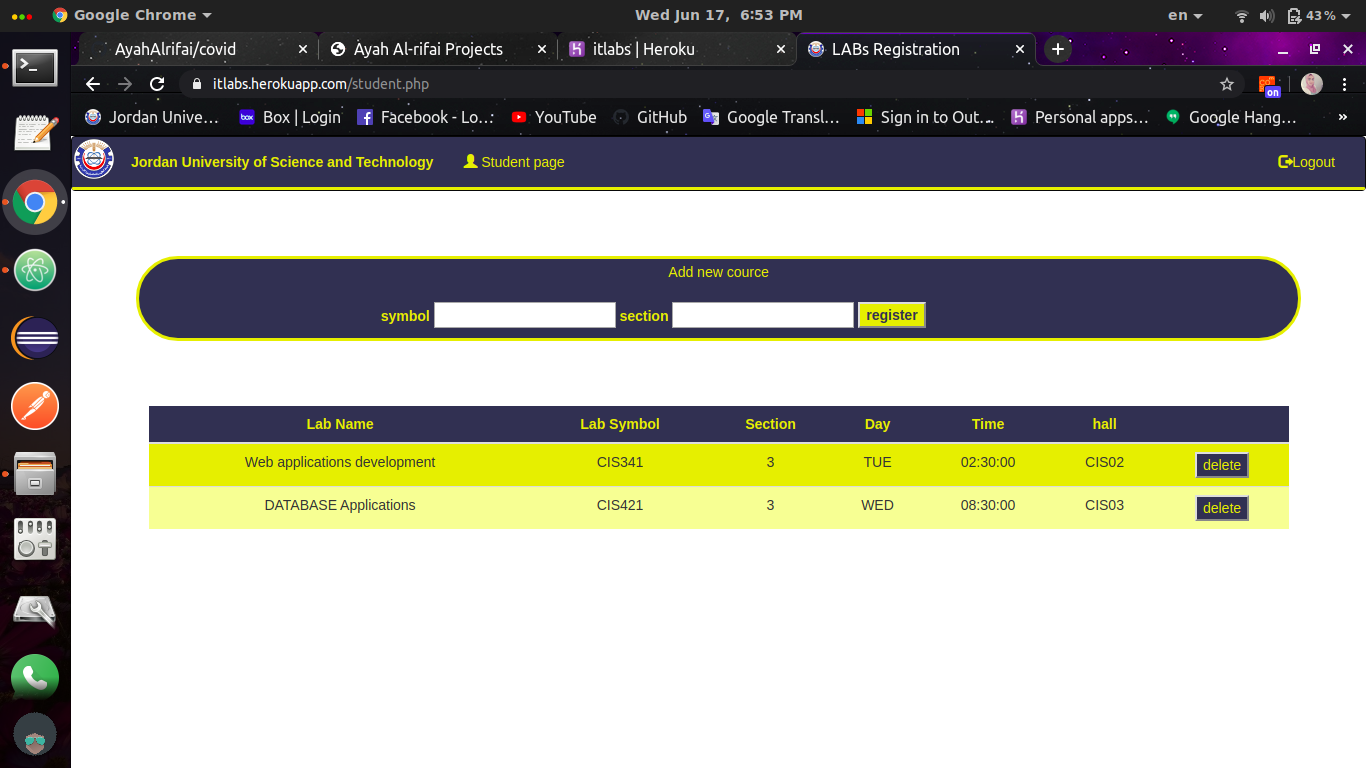 Google Chrome
Wed Jun 17, 6:53 PM
en
43%
AyahAlrifai/covid
Ayah Al-rifai Projects
itlabs | Heroku
LABs Registration
itlabs.herokuapp.com/student.php
on
Jordan Unive...
box
Box | Login
Facebook - Lo...
YouTube
GitHub
Google Transl...
Sign in to Out...
Personal apps...
Google Hang...
»
Jordan University of Science and Technology
Student page
Logout
Add new cource
symbol section register
Lab Name Lab Symbol Section Day Time hall
Web applications development CIS341 3 TUE 02:30:00 CIS02 delete
DATABASE Applications CIS421 3 WED 08:30:00 CIS03 delete